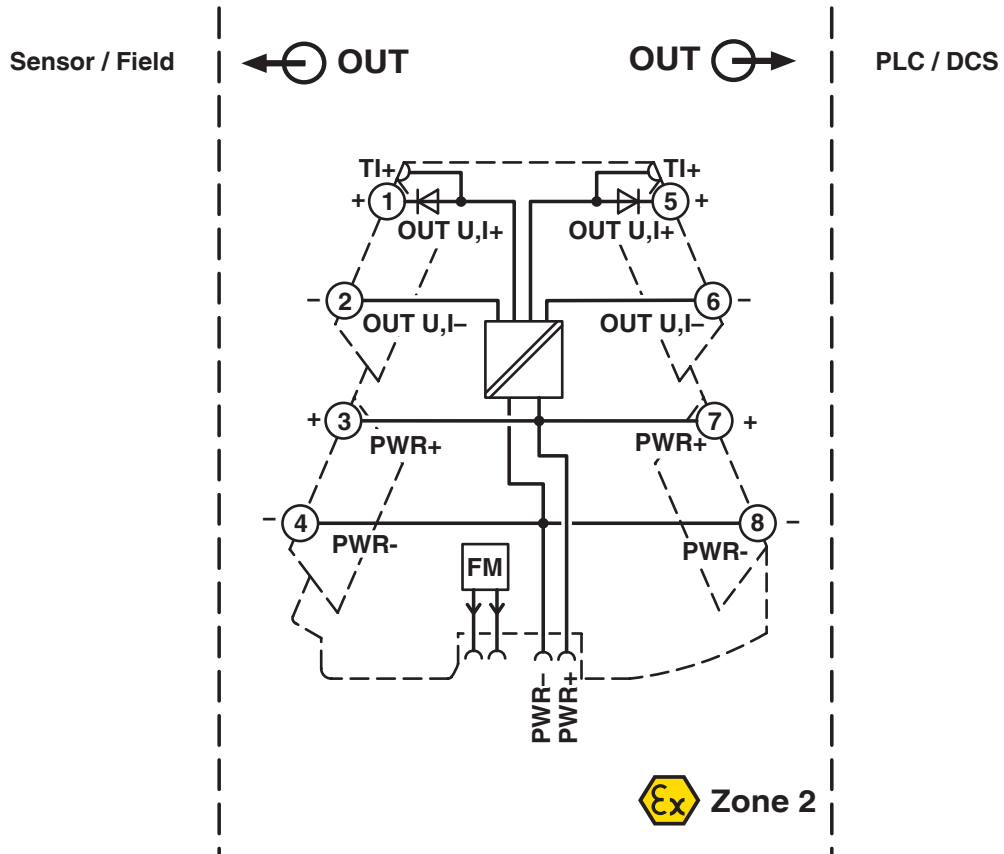 Sensor / Field
OUT
OUT
PLC / DCS
TI+
TI+
+ 1
5 +
OUT U,I+
OUT U,I+
– 2
6 –
OUT U,I–
OUT U,I–
+ 3
7 +
PWR+
PWR+
– 4
8 –
PWR-
PWR-
FM
PWR–
PWR+
Ex Zone 2